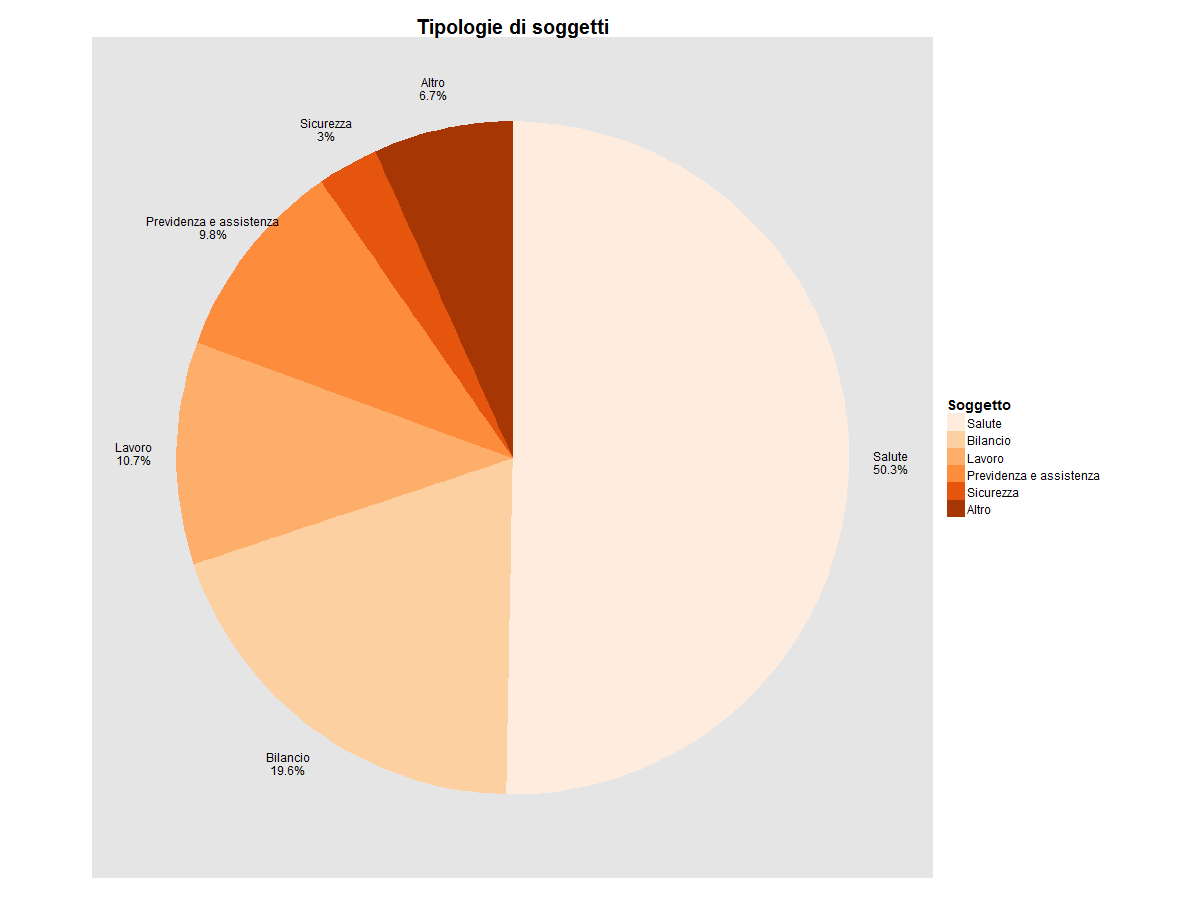 Tipologie di soggetti
Altro
6.7%
Sicurezza
3%
Previdenza e assistenza
9.8%
Lavoro
10.7%
Salute
50.3%
Bilancio
19.6%
Soggetto
Salute
Bilancio
Lavoro
Previdenza e assistenza
Sicurezza
Altro